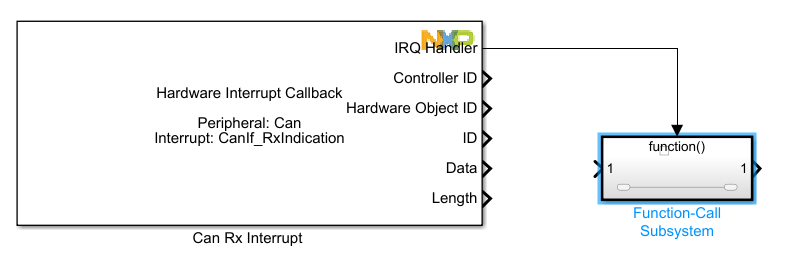 NXP
IRQ Handler
Controller ID
Hardware Interrupt Callback
Hardware Object ID
Peripheral: Can
Interrupt: CanIf_RxIndication
ID
Data
Length
Can Rx Interrupt
function()
1
1
Function-Call
Subsystem